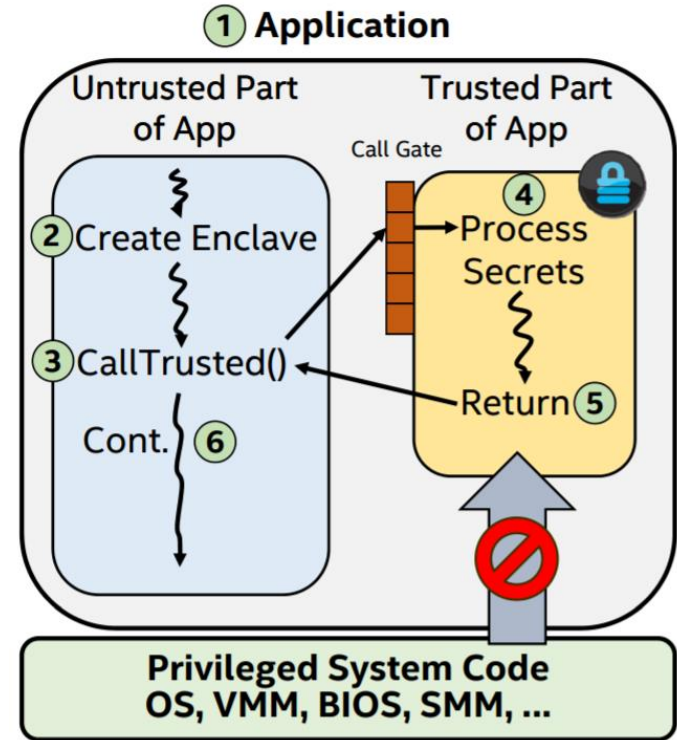 1 Application
Untrusted Part
of App
Trusted Part
of App
Call Gate
2 Create Enclave
3 CallTrusted()
Cont. 6
4
Process
Secrets
Return 5
Privileged System Code
OS, VMM, BIOS, SMM, ...